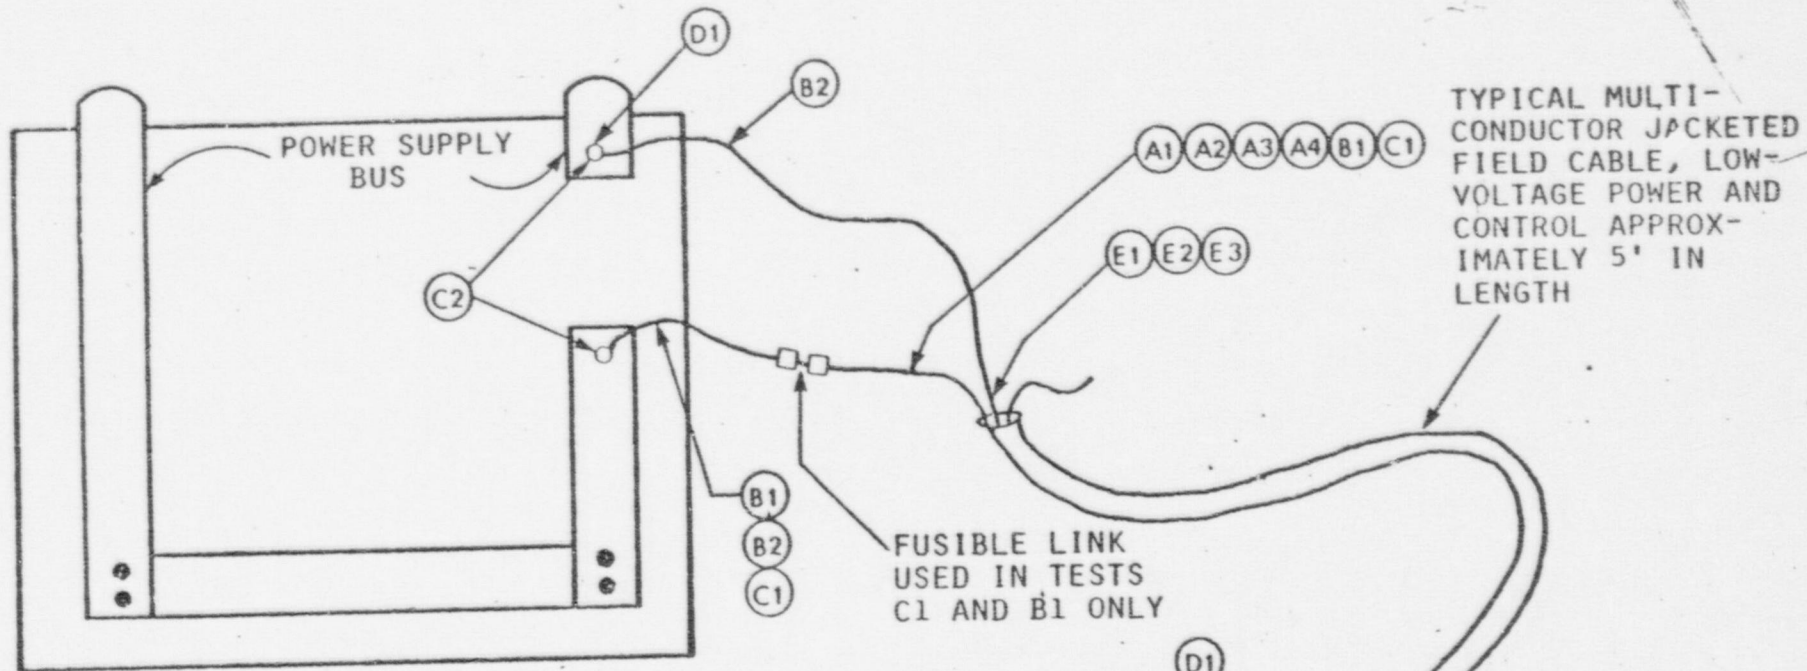 D1
B2
POWER SUPPLY
BUS
A1 A2 A3 A4 B1 C1
TYPICAL MULTI-
CONDUCTOR JACKETED
FIELD CABLE, LOW-
VOLTAGE POWER AND
CONTROL APPROX-
IMATELY 5' IN
LENGTH
E1 E2 E3
C2
B1
B2
C1
FUSIBLE LINK
USED IN TESTS
C1 AND B1 ONLY
D1